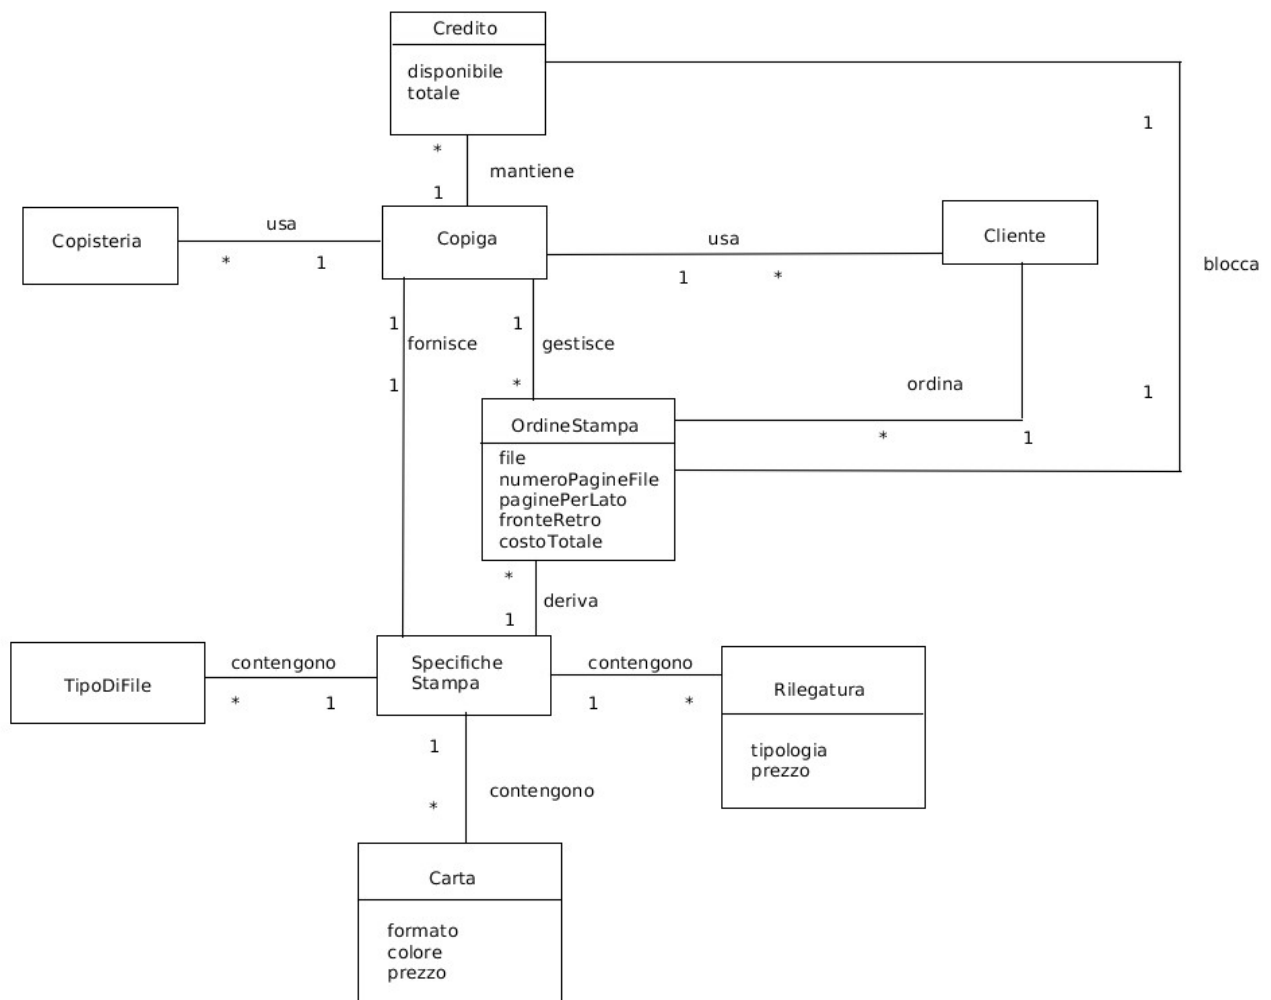 Credito
disponibile
totale
1
*
mantiene
1
usa
Copisteria
Copiga
usa
Cliente
*
1
1
*
blocca
1
1
fornisce
gestisce
1
*
ordina
1
OrdineStampa
*
1
file
numeroPagineFile
paginePerLato
fronteRetro
costoTotale
*
deriva
1
contengono
Specifiche
Stampa
contengono
TipoDiFile
Rilegatura
*
1
1
*
1
tipologia
prezzo
contengono
*
Carta
formato
colore
prezzo